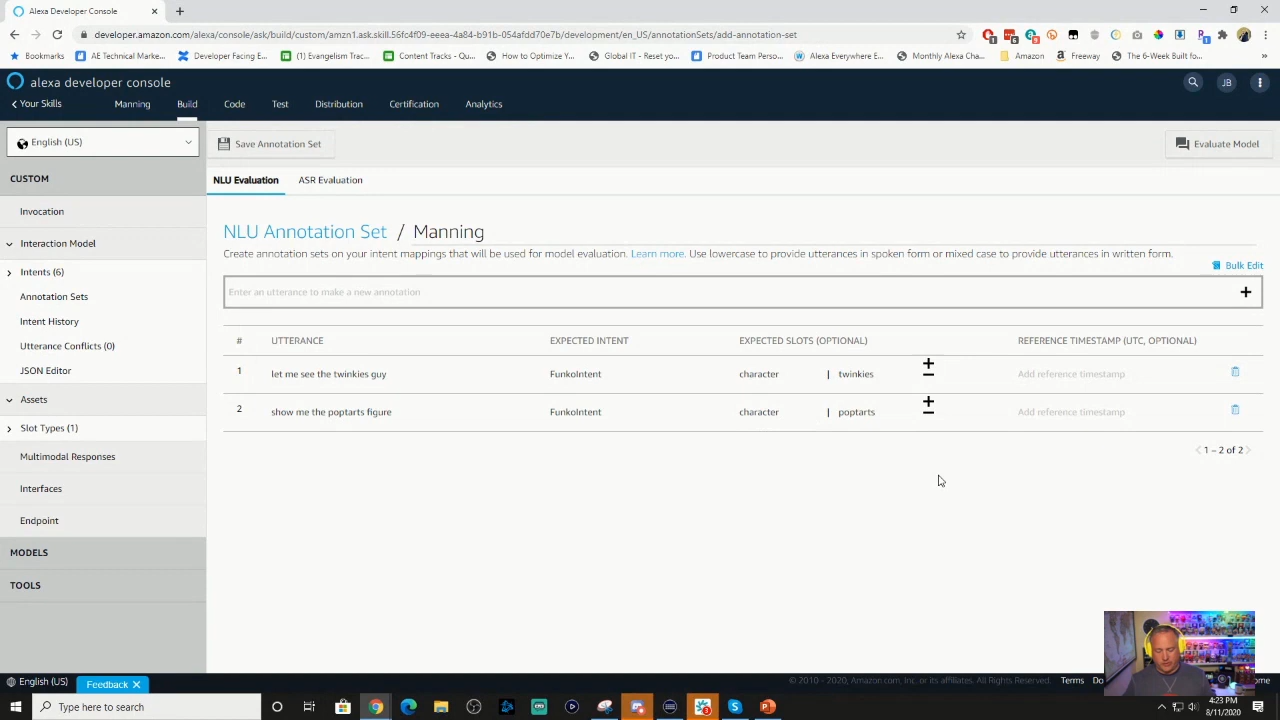 Alexa Developer Console
developer.amazon.com/alexa/console/ask/build/custom/amzn1.ask.skill.56fc4f09-eeea-4a84-b91b-054afdd70e7b/development/en_US/annotationSets/add-annotation-set
Bookmarks AE Technical Marke... Developer Facing E... (1) Evangelism Trac... Content Tracks - Qu... How to Optimize Y... Global IT - Reset yo... Product Team Perso... Alexa Everywhere E... Monthly Alexa Cha... Amazon Freeway The 6-Week Built fo... »
alexa developer console JB
Your Skills Manning Build Code Test Distribution Certification Analytics
English (US)
Save Annotation Set Evaluate Model
CUSTOM
NLU Evaluation ASR Evaluation
Invocation
NLU Annotation Set / Manning
Interaction Model
Create annotation sets on your intent mappings that will be used for model evaluation. Learn more. Use lowercase to provide utterances in spoken form or mixed case to provide utterances in written form.
Bulk Edit
Intents (6)
Annotation Sets
Intent History
Utterance Conflicts (0)
JSON Editor
Assets
Slot Types (1)
Multimodal Responses
Interfaces
Endpoint
MODELS
TOOLS
Enter an utterance to make a new annotation +
# UTTERANCE EXPECTED INTENT EXPECTED SLOTS (OPTIONAL) REFERENCE TIMESTAMP (UTC, OPTIONAL)
1 let me see the twinkies guy FunkoIntent character | twinkies Add reference timestamp
2 show me the poptarts figure FunkoIntent character | poptarts Add reference timestamp
1 – 2 of 2
English (US) Feedback © 2010 - 2020, Amazon.com, Inc. or its affiliates. All Rights Reserved. Terms Do ome
Type here to search
4:23 PM
8/11/2020